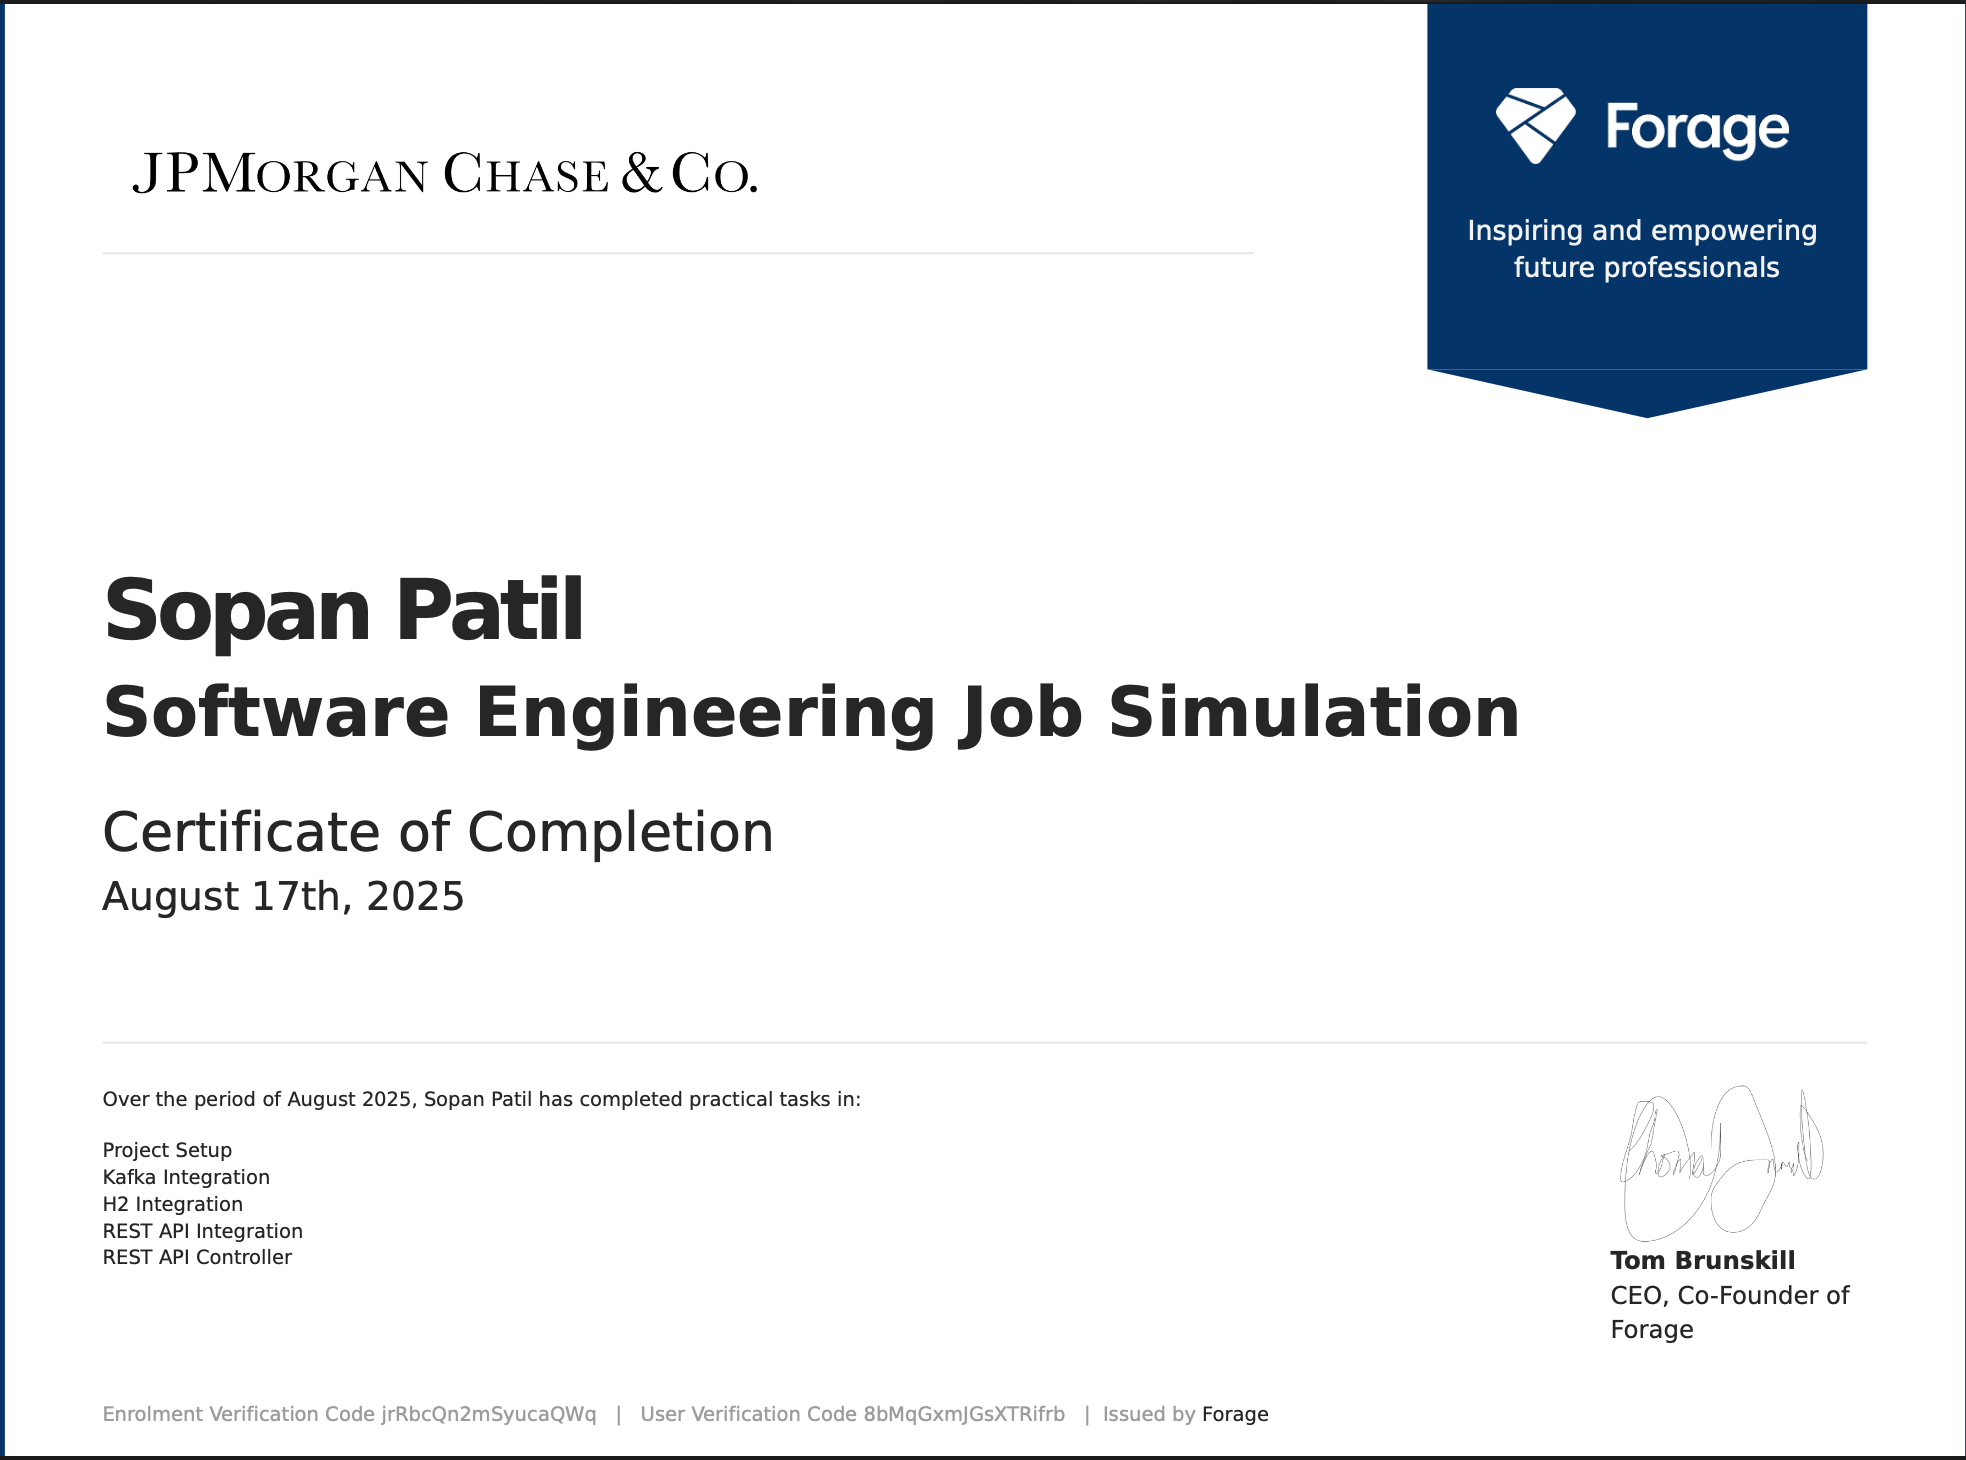 JPMORGAN CHASE & CO.
Forage
Inspiring and empowering
future professionals
Sopan Patil
Software Engineering Job Simulation
Certificate of Completion
August 17th, 2025
Over the period of August 2025, Sopan Patil has completed practical tasks in:
Project Setup
Kafka Integration
H2 Integration
REST API Integration
REST API Controller
Tom Brunskill
CEO, Co-Founder of
Forage
Enrolment Verification Code jrRbcQn2mSyucaQWq | User Verification Code 8bMqGxmJGsXTRifrb | Issued by Forage